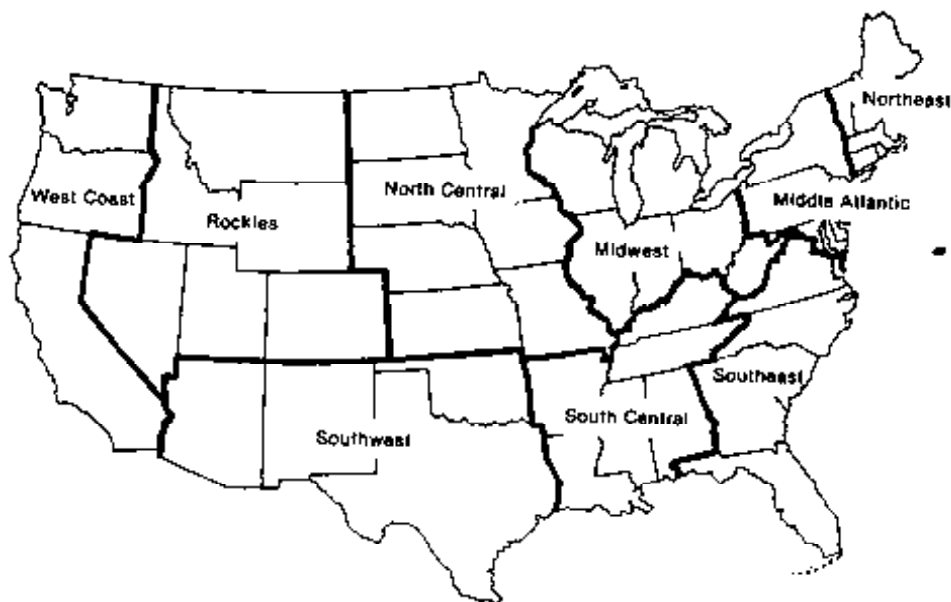 Northeast
West Coast
North Central
Middle Atlantic
Rockies
Midwest
Southeast
South Central
Southwest